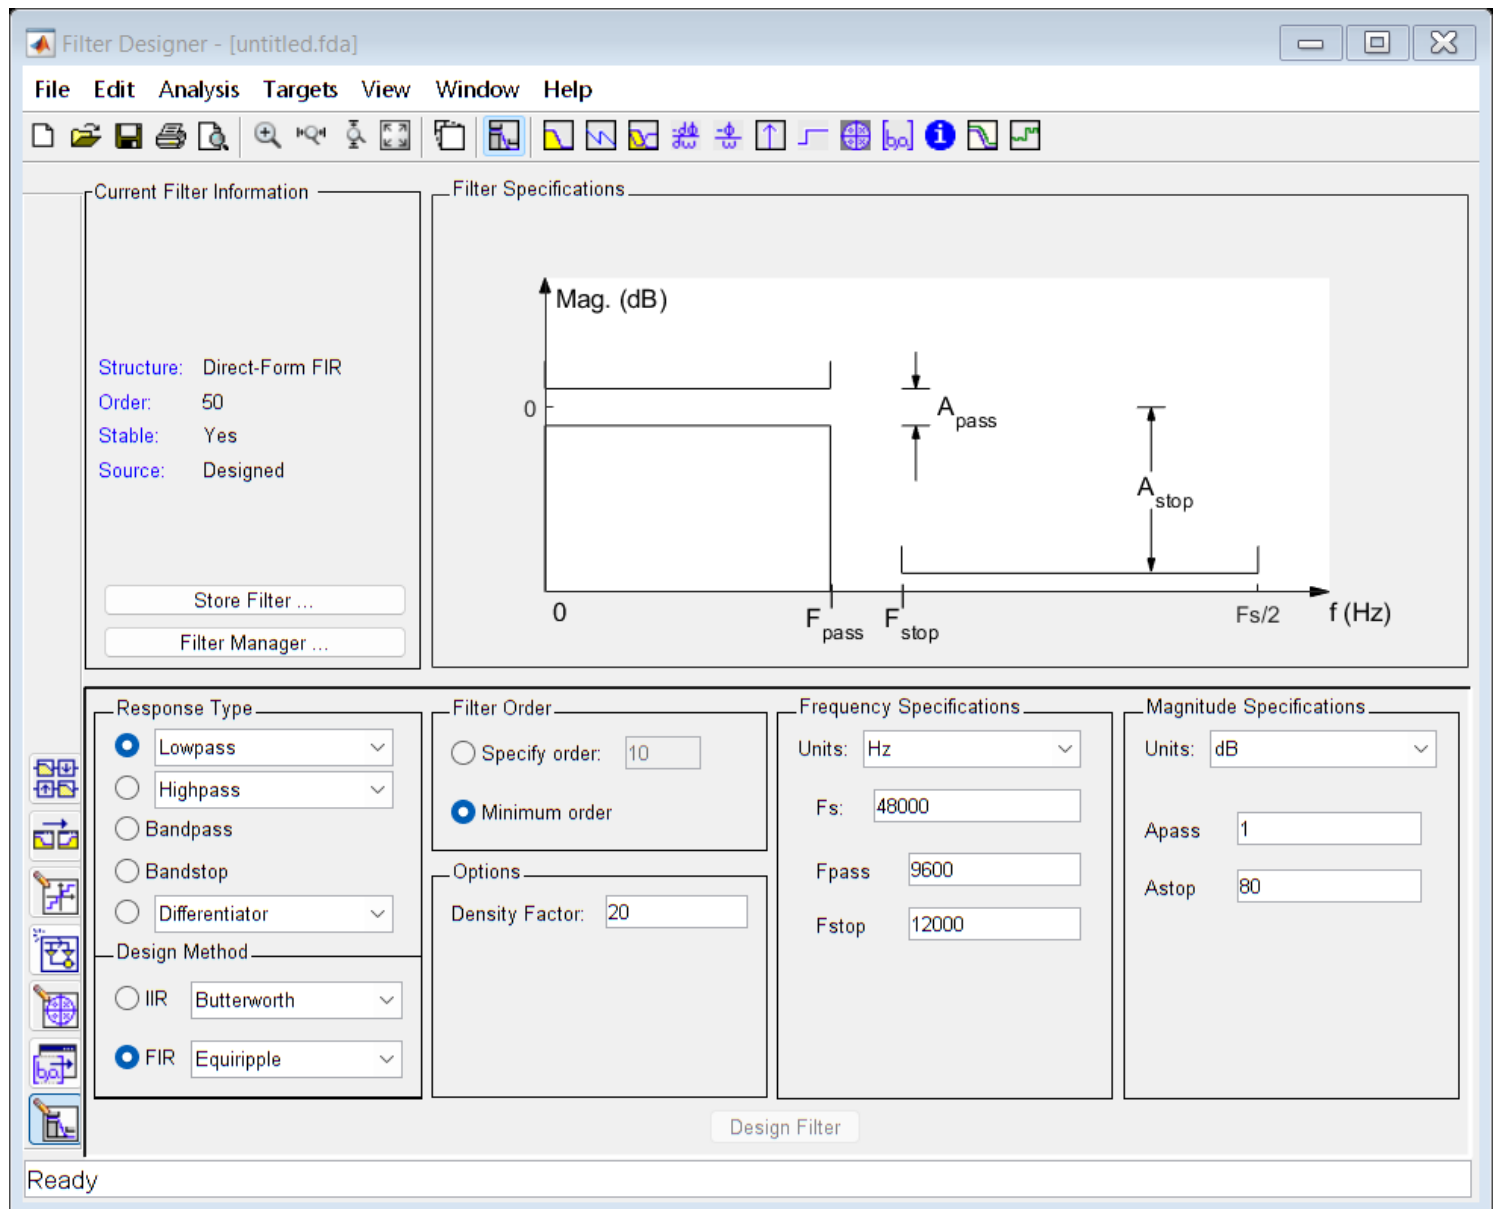 Filter Designer - [untitled.fda]
File Edit Analysis Targets View Window Help
Current Filter Information
Structure: Direct-Form FIR
Order: 50
Stable: Yes
Source: Designed
Store Filter ...
Filter Manager ...
Filter Specifications
Mag. (dB)
0
Apass
Astop
0
Fpass
Fstop
Fs/2
f (Hz)
Response Type
Lowpass
Highpass
Bandpass
Bandstop
Differentiator
Design Method
IIR Butterworth
FIR Equiripple
Filter Order
Specify order: 10
Minimum order
Options
Density Factor: 20
Frequency Specifications
Units: Hz
Fs: 48000
Fpass 9600
Fstop 12000
Magnitude Specifications
Units: dB
Apass 1
Astop 80
Design Filter
Ready